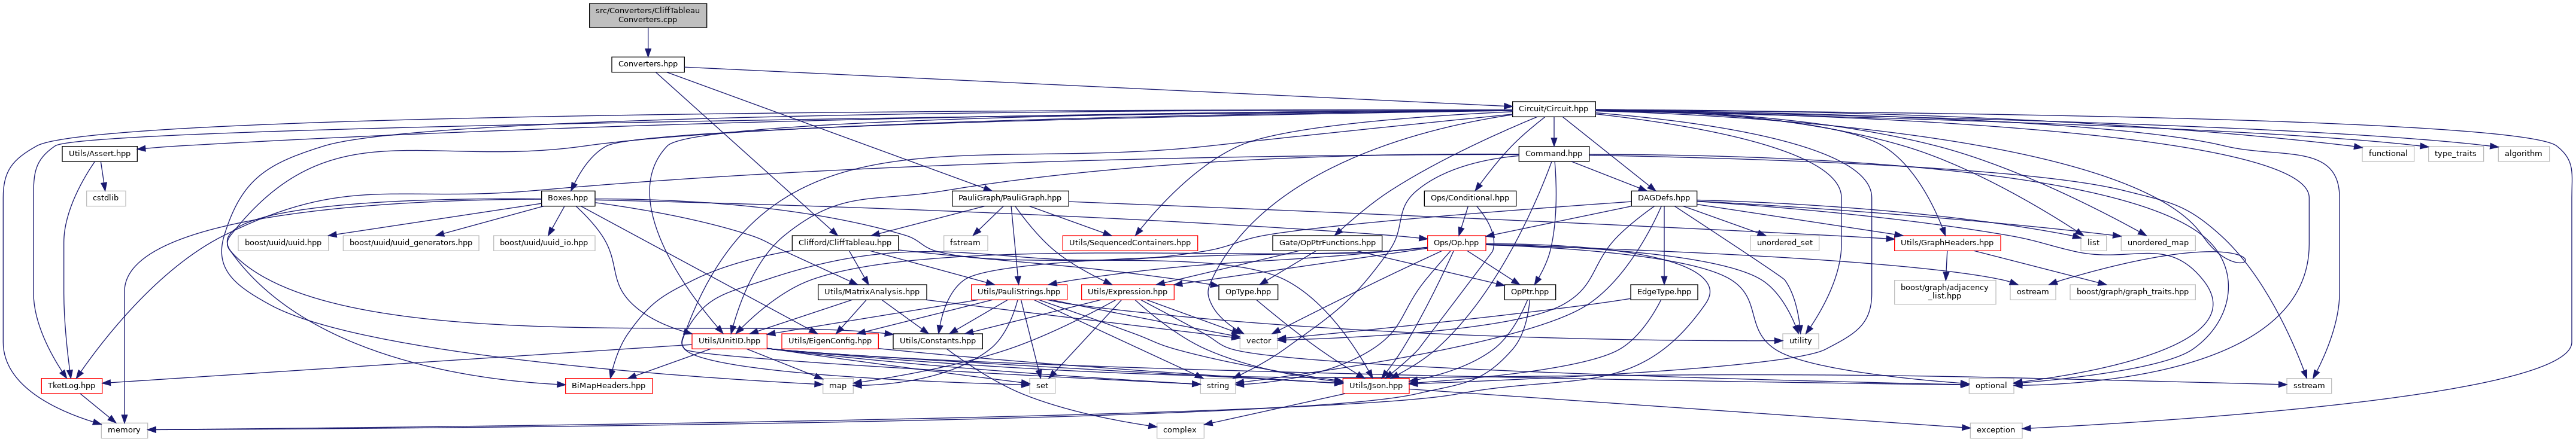 src/Converters/CliffTableau
Converters.cpp
Converters.hpp
Circuit/Circuit.hpp
Utils/Assert.hpp
Command.hpp
functional
type_traits
algorithm
cstdlib
Boxes.hpp
PauliGraph/PauliGraph.hpp
Ops/Conditional.hpp
DAGDefs.hpp
boost/uuid/uuid.hpp
boost/uuid/uuid_generators.hpp
boost/uuid/uuid_io.hpp
Clifford/CliffTableau.hpp
fstream
Utils/SequencedContainers.hpp
Gate/OpPtrFunctions.hpp
Ops/Op.hpp
unordered_set
Utils/GraphHeaders.hpp
list
unordered_map
Utils/MatrixAnalysis.hpp
Utils/PauliStrings.hpp
Utils/Expression.hpp
OpType.hpp
OpPtr.hpp
EdgeType.hpp
boost/graph/adjacency
_list.hpp
ostream
boost/graph/graph_traits.hpp
Utils/UnitID.hpp
Utils/EigenConfig.hpp
Utils/Constants.hpp
vector
utility
TketLog.hpp
BiMapHeaders.hpp
map
set
string
Utils/Json.hpp
optional
sstream
memory
complex
exception